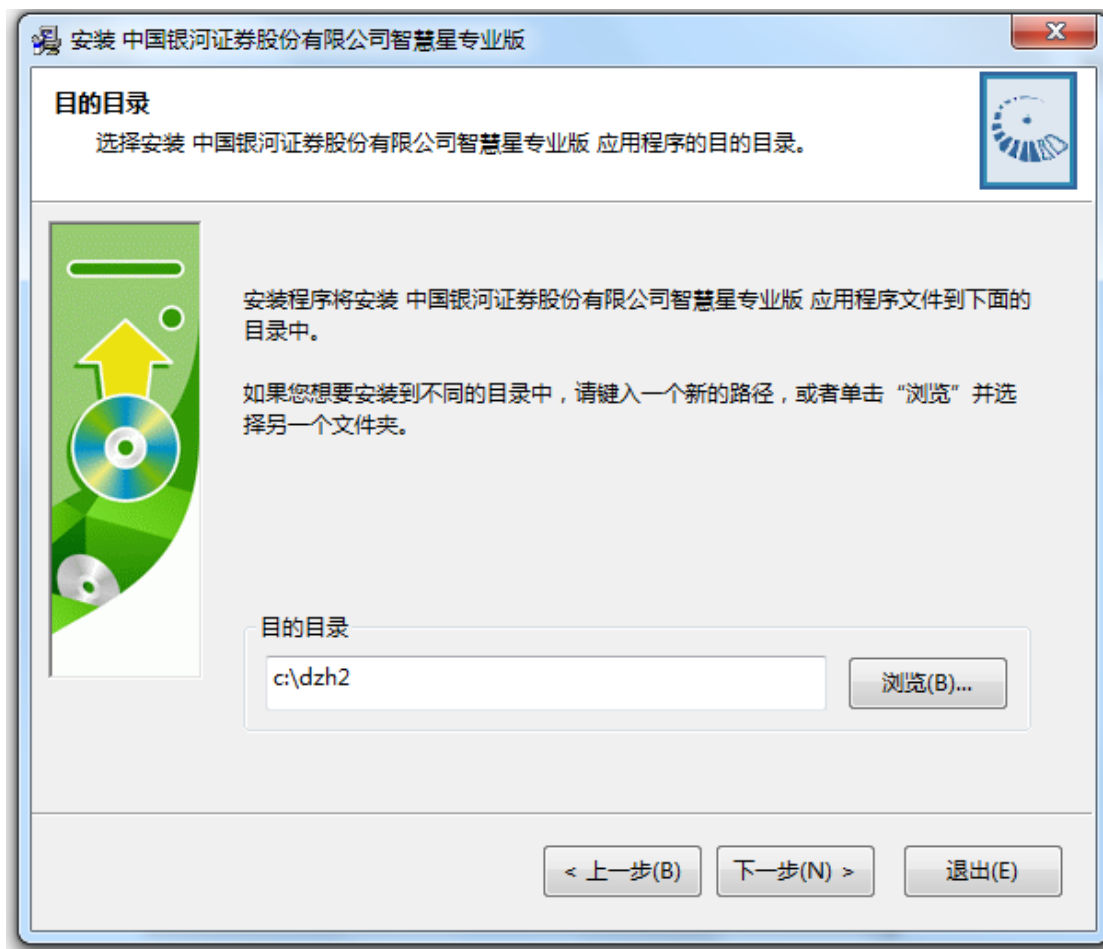 安装 中国银河证券股份有限公司智慧星专业版
目的目录
选择安装 中国银河证券股份有限公司智慧星专业版 应用程序的目的目录。
安装程序将安装 中国银河证券股份有限公司智慧星专业版 应用程序文件到下面的
目录中。
如果您想要安装到不同的目录中，请键入一个新的路径，或者单击“浏览”并选
择另一个文件夹。
目的目录
c:\dzh2
浏览(B)...
< 上一步(B)
下一步(N) >
退出(E)